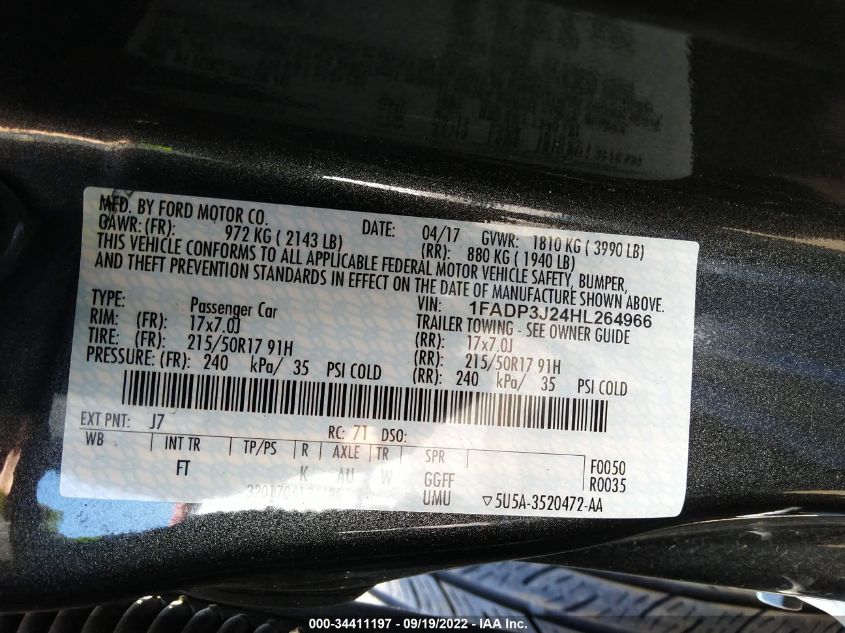 MFD. BY FORD MOTOR CO. DATE: 04/17 GVWR: 1810 KG ( 3990 LB)
GAWR: (FR): 972 KG ( 2143 LB) (RR): 880 KG ( 1940 LB)
THIS VEHICLE CONFORMS TO ALL APPLICABLE FEDERAL MOTOR VEHICLE SAFETY, BUMPER,
AND THEFT PREVENTION STANDARDS IN EFFECT ON THE DATE OF MANUFACTURE SHOWN ABOVE.
TYPE: Passenger Car VIN: 1FADP3J24HL264966
TRAILER TOWING - SEE OWNER GUIDE
RIM: (FR): 17x7.0J (RR): 17x7.0J
TIRE: (FR): 215/50R17 91H (RR): 215/50R17 91H
PRESSURE: (FR): 240 kPa/ 35 PSI COLD (RR): 240 kPa/ 35 PSI COLD
EXT PNT: J7 RC: 71 DSO:
WB INT TR TP/PS R AXLE TR SPR F0050
FT K AU W GGFF R0035
UMU ▽5U5A-3520472-AA
000-34411197 - 09/19/2022 - IAA Inc.